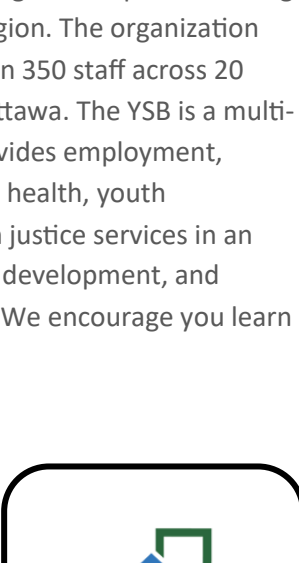 gion. The organization
n 350 staff across 20
ttawa. The YSB is a multi-
vides employment,
health, youth
justice services in an
development, and
We encourage you learn